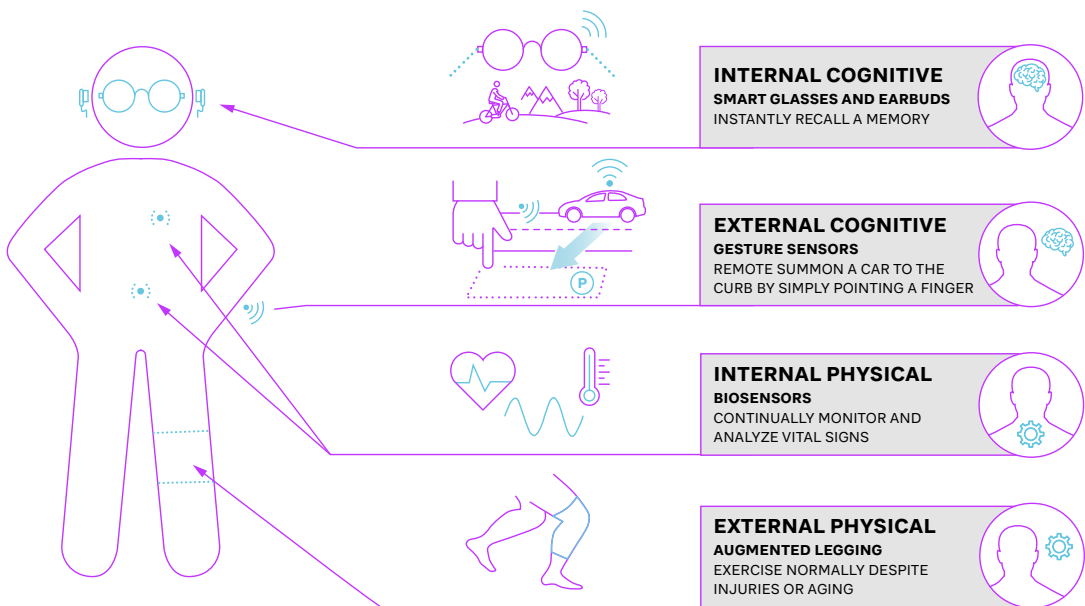 INTERNAL COGNITIVE
SMART GLASSES AND EARBUDS
INSTANTLY RECALL A MEMORY
EXTERNAL COGNITIVE
GESTURE SENSORS
REMOTE SUMMON A CAR TO THE
CURB BY SIMPLY POINTING A FINGER
P
INTERNAL PHYSICAL
BIOSENSORS
CONTINUALLY MONITOR AND
ANALYZE VITAL SIGNS
EXTERNAL PHYSICAL
AUGMENTED LEGGING
EXERCISE NORMALLY DESPITE
INJURIES OR AGING